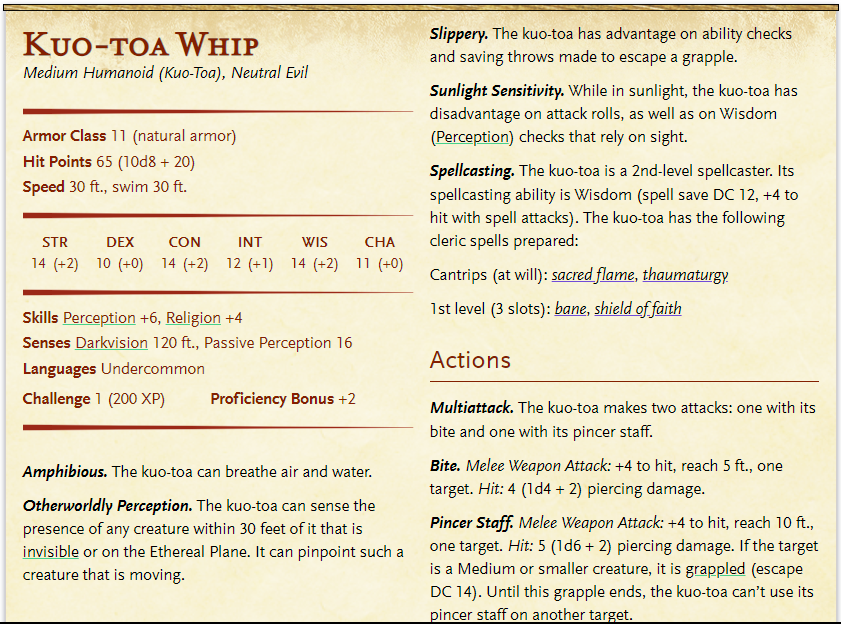 Kuo-toa Whip
Medium Humanoid (Kuo-Toa), Neutral Evil
Armor Class 11 (natural armor)
Hit Points 65 (10d8 + 20)
Speed 30 ft., swim 30 ft.
STR DEX CON INT WIS CHA
14 (+2) 10 (+0) 14 (+2) 12 (+1) 14 (+2) 11 (+0)
Skills Perception +6, Religion +4
Senses Darkvision 120 ft., Passive Perception 16
Languages Undercommon
Challenge 1 (200 XP) Proficiency Bonus +2
Amphibious. The kuo-toa can breathe air and water.
Otherworldly Perception. The kuo-toa can sense the
presence of any creature within 30 feet of it that is
invisible or on the Ethereal Plane. It can pinpoint such a
creature that is moving.
Slippery. The kuo-toa has advantage on ability checks
and saving throws made to escape a grapple.
Sunlight Sensitivity. While in sunlight, the kuo-toa has
disadvantage on attack rolls, as well as on Wisdom
(Perception) checks that rely on sight.
Spellcasting. The kuo-toa is a 2nd-level spellcaster. Its
spellcasting ability is Wisdom (spell save DC 12, +4 to
hit with spell attacks). The kuo-toa has the following
cleric spells prepared:
Cantrips (at will): sacred flame, thaumaturgy
1st level (3 slots): bane, shield of faith
Actions
Multiattack. The kuo-toa makes two attacks: one with its
bite and one with its pincer staff.
Bite. Melee Weapon Attack: +4 to hit, reach 5 ft., one
target. Hit: 4 (1d4 + 2) piercing damage.
Pincer Staff. Melee Weapon Attack: +4 to hit, reach 10 ft.,
one target. Hit: 5 (1d6 + 2) piercing damage. If the target
is a Medium or smaller creature, it is grappled (escape
DC 14). Until this grapple ends, the kuo-toa can't use its
pincer staff on another target.